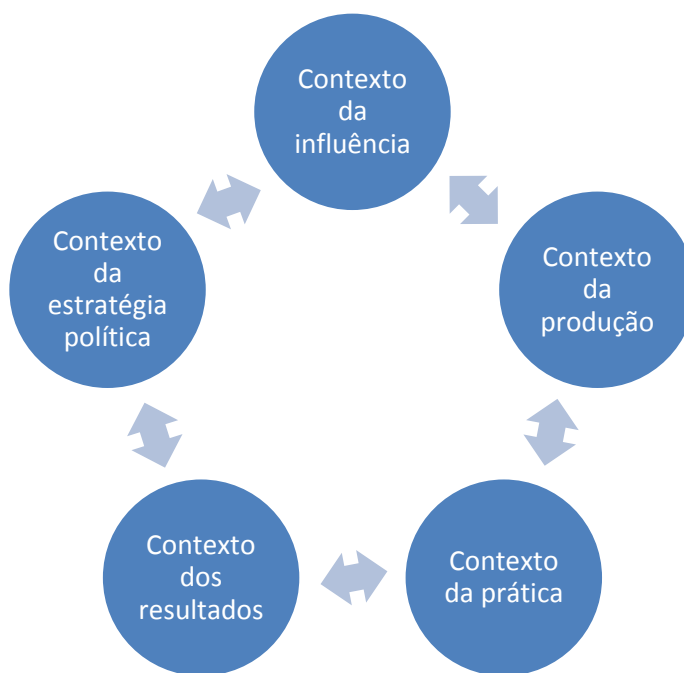 Contexto
da
influência
Contexto
da
produção
Contexto
da prática
Contexto
dos
resultados
Contexto
da
estratégia
política